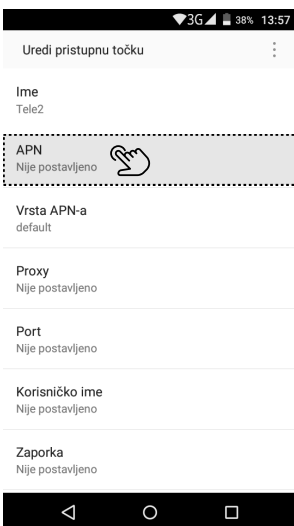 3G 38% 13:57
Uredi pristupnu točku
Ime
Tele2
APN
Nije postavljeno
Vrsta APN-a
default
Proxy
Nije postavljeno
Port
Nije postavljeno
Korisničko ime
Nije postavljeno
Zaporka
Nije postavljeno